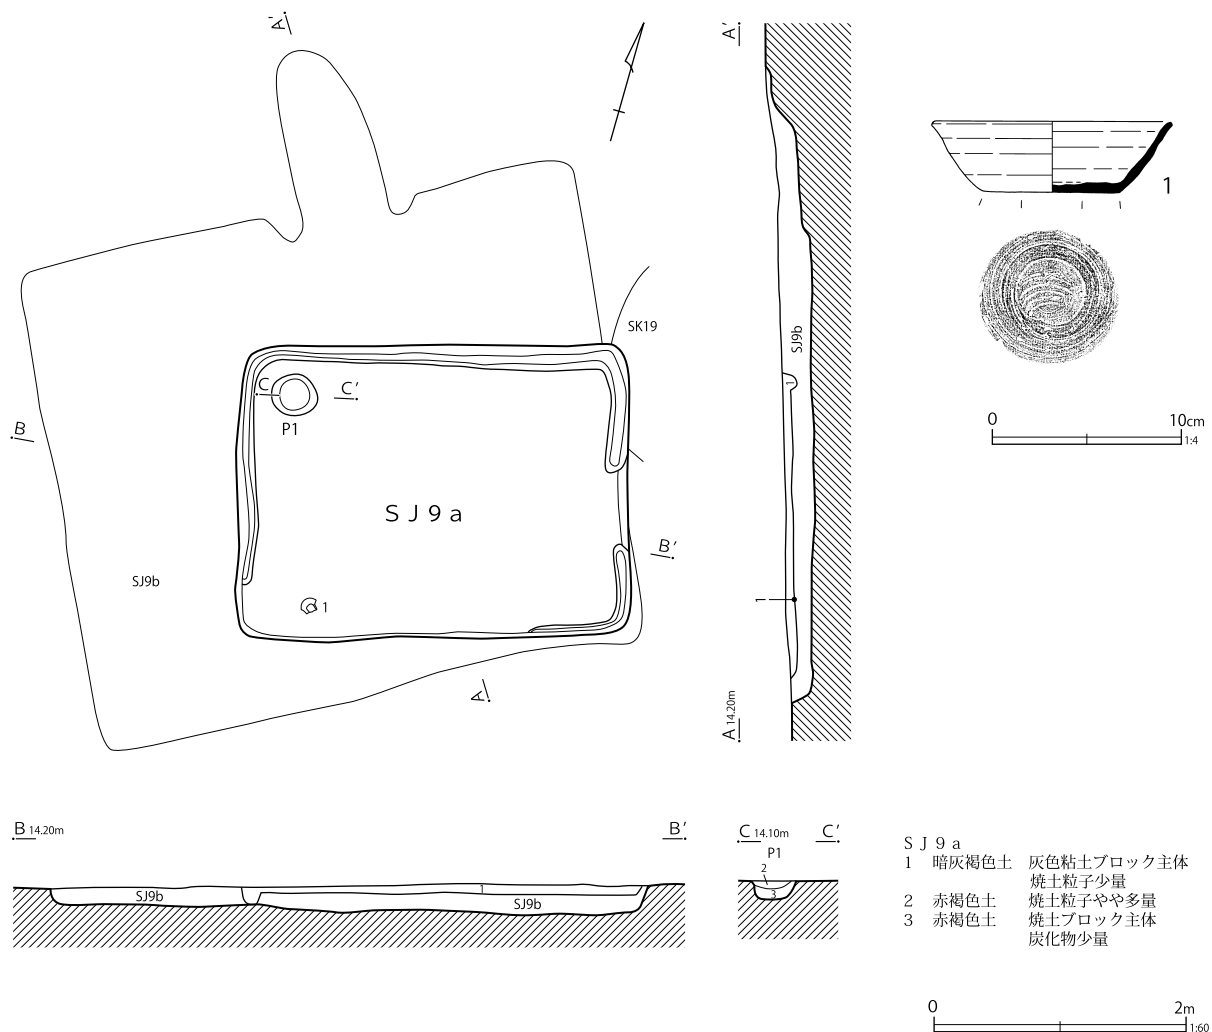 A′
A′
SK19
1
C
C′
P1
B
SJ9b
1
SJ9a
B′
SJ9b
1
A
1
A 14.20m
0 10cm
1:4
B 14.20m
B′
SJ9b
1
SJ9b
C 14.10m
C′
P1
2
3
SJ9a
1 暗灰褐色土 灰色粘土ブロック主体
焼土粒子少量
2 赤褐色土 焼土粒子やや多量
3 赤褐色土 焼土ブロック主体
炭化物少量
0 2m
1:60